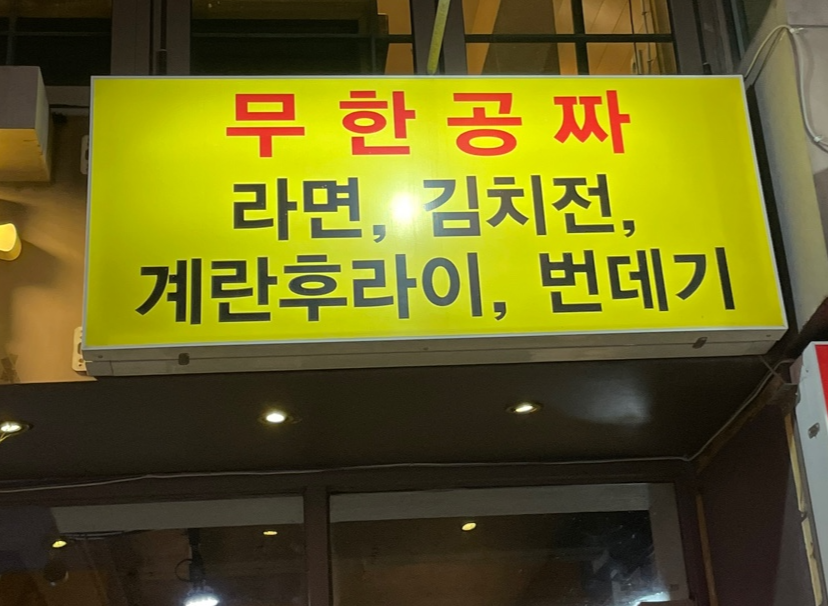 무한공짜
라면, 김치전,
계란후라이, 번데기